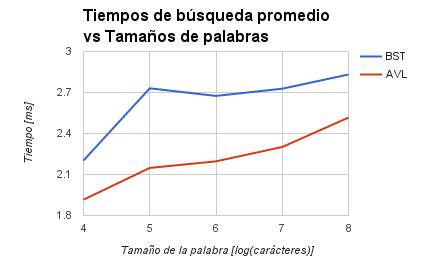 Tiempos de búsqueda promedio
vs Tamaños de palabras
3
2.7
2.4
2.1
1.8
4
5
6
7
8
Tiempo [ms]
Tamaño de la palabra [log(carácteres)]
BST
AVL